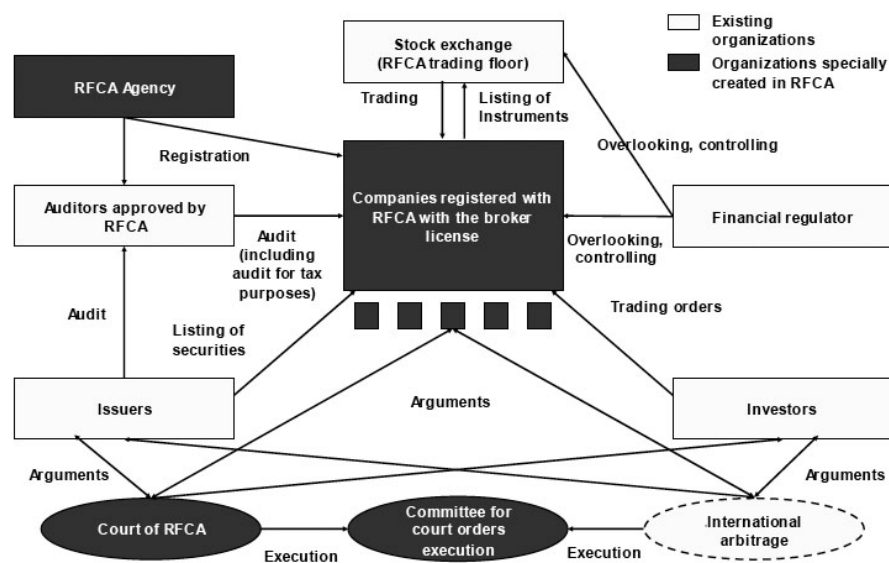 Stock exchange
(RFCA trading floor)
Existing
organizations
Organizations specially
created in RFCA
RFCA Agency
Trading
Listing of
Instruments
Registration
Overlooking, controlling
Auditors approved by
RFCA
Companies registered with
RFCA with the broker
license
Financial regulator
Audit
(including
audit for tax
purposes)
Overlooking,
controlling
Audit
Listing of
securities
Trading orders
Issuers
Arguments
Investors
Arguments
Arguments
Court of RFCA
Committee for
court orders
execution
International
arbitrage
Execution
Execution